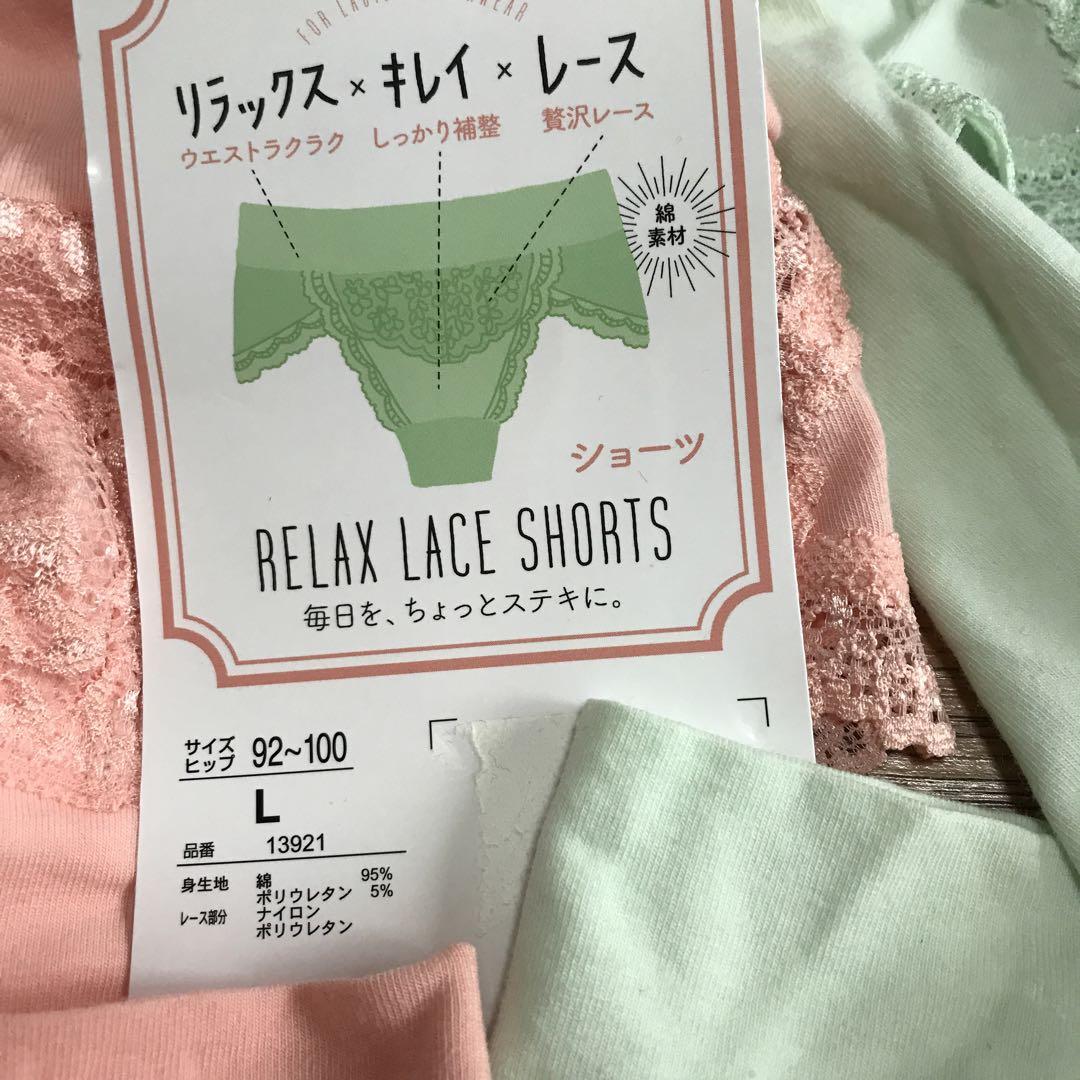 FOR LADIES
WEAR
リラックス×キレイ×レース
ウエストラクラク しっかり補整 贅沢レース
綿
素材
ショーツ
RELAX LACE SHORTS
毎日を、ちょっとステキに。
サイズ
ヒップ 92~100
L
品番 13921
身生地 綿 95%
ポリウレタン 5%
レース部分 ナイロン
ポリウレタン